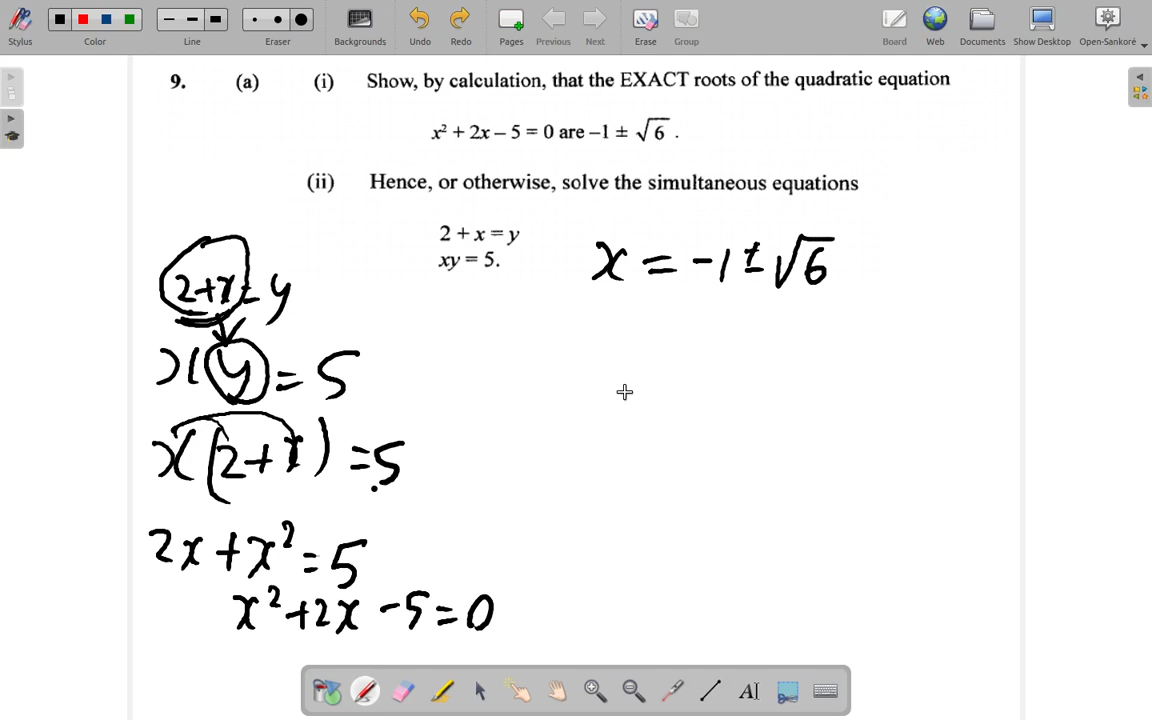 Stylus Color Line Eraser Backgrounds Undo Redo Pages Previous Next Erase Group Board Web Documents Show Desktop Open-Sankoré
9. (a) (i) Show, by calculation, that the EXACT roots of the quadratic equation
x² + 2x – 5 = 0 are –1 ± √6 .
(ii) Hence, or otherwise, solve the simultaneous equations
2 + x = y
xy = 5.
x = -1 ± √6
2+x = y
x(y) = 5
x(2+x) = 5
2x + x² = 5
x² + 2x - 5 = 0
AI